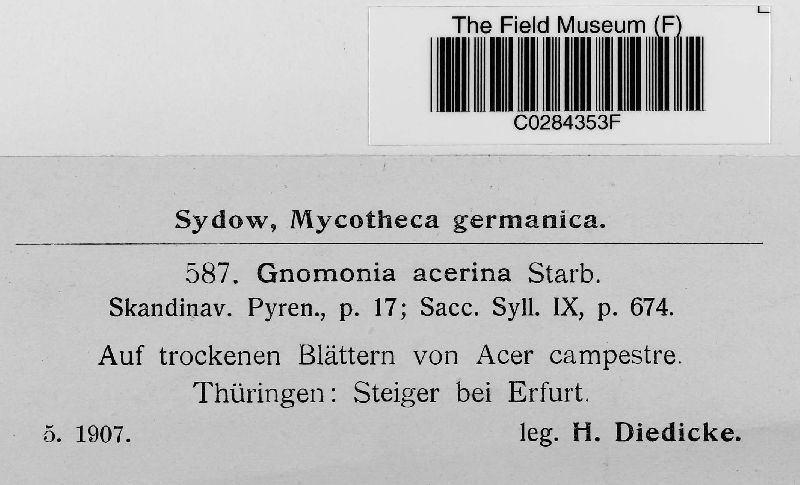 The Field Museum (F)
C0284353F
Sydow, Mycotheca germanica.
587. Gnomonia acerina Starb.
Skandinav. Pyren., p. 17; Sacc. Syll. IX, p. 674.
Auf trockenen Blättern von Acer campestre.
Thüringen: Steiger bei Erfurt.
5. 1907. leg. H. Diedicke.